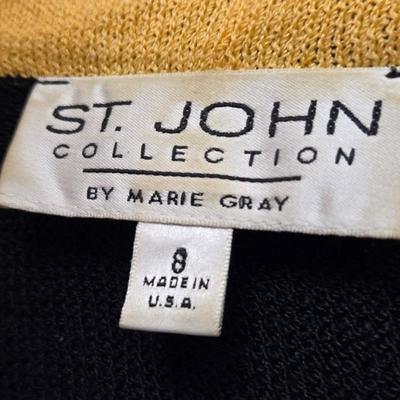 ST. JOHN
COLLECTION
BY MARIE GRAY
8
MADE IN
U.S.A.